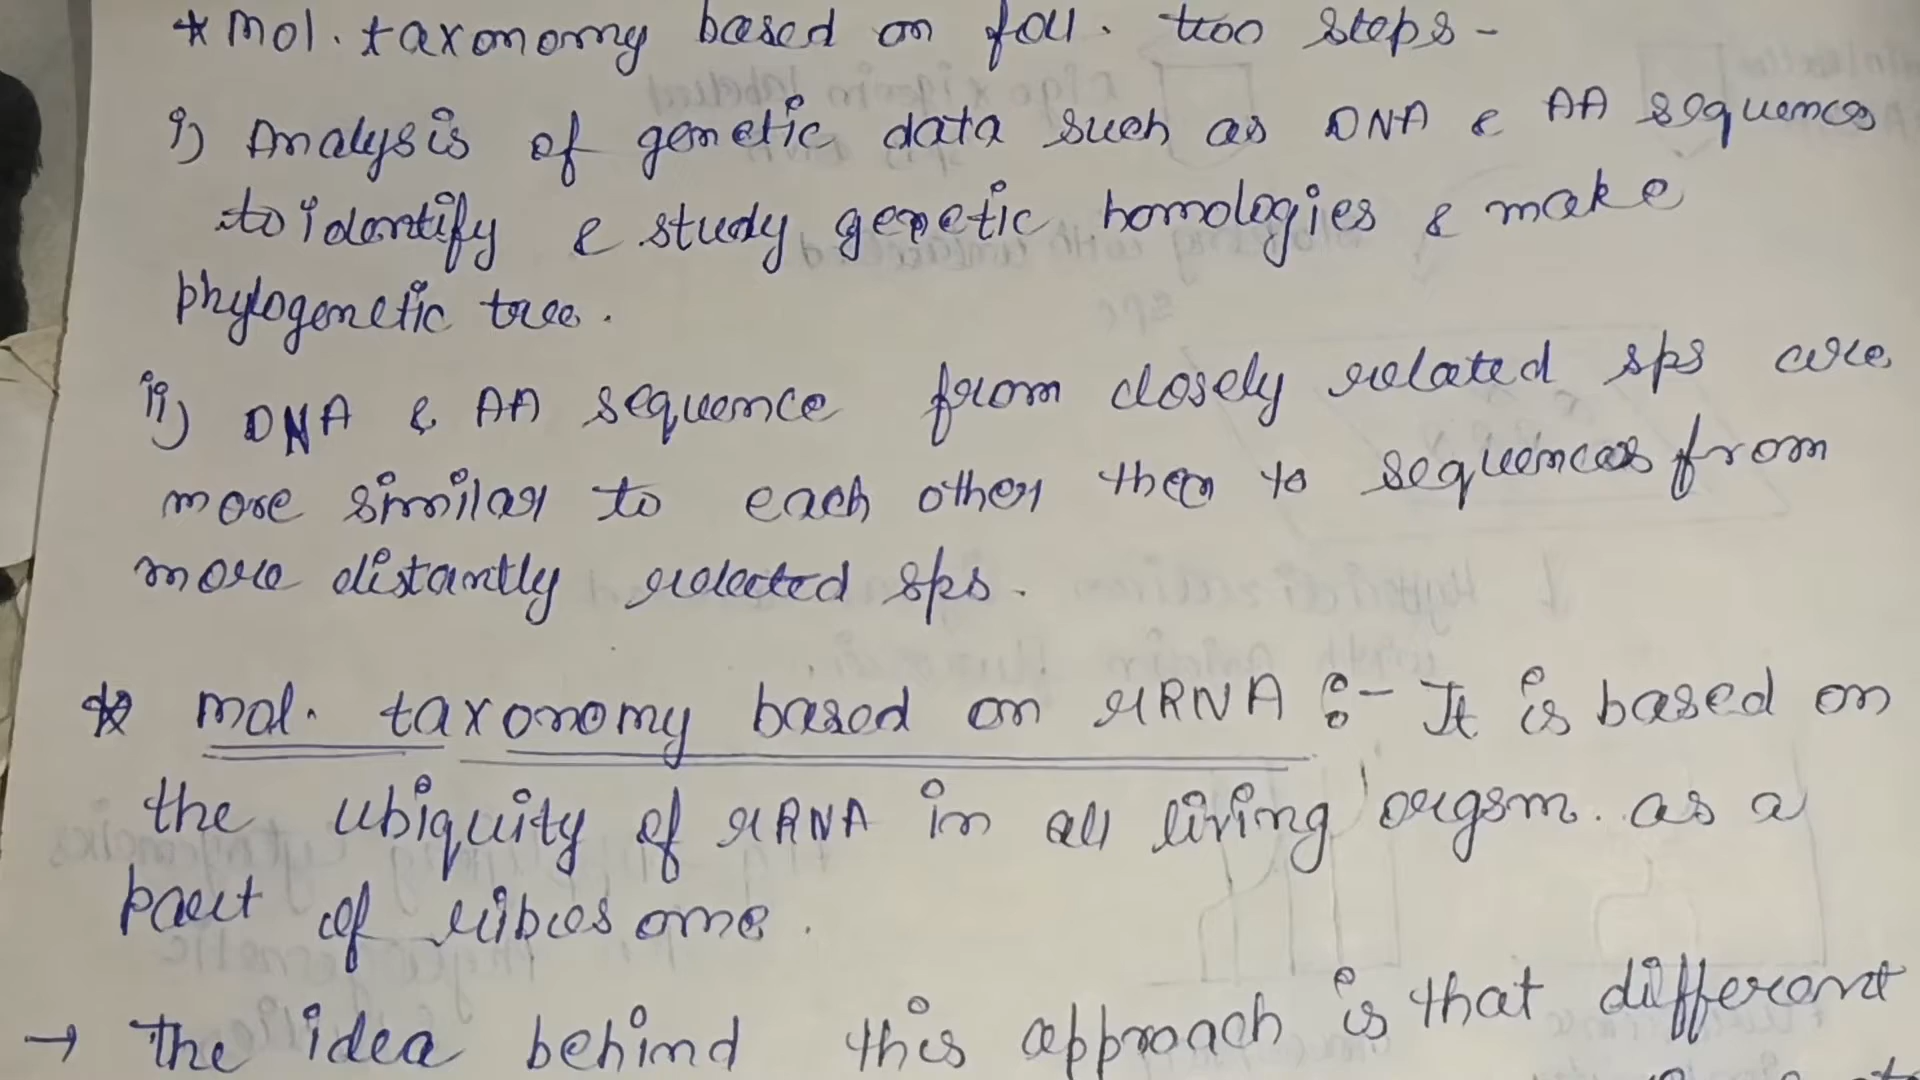 * Mol. taxonomy based on foll. two steps -
i) Analysis of genetic data such as DNA & AA sequences
to identify & study genetic homologies & make
phylogenetic tree.
ii) DNA & AA sequence from closely related sps are
more similar to each other then to sequences from
more distantly related sps.
* Mol. taxonomy based on rRNA :- It is based on
the ubiquity of rRNA in all living orgsm. as a
part of ribosome.
→ The idea behind this approach is that different